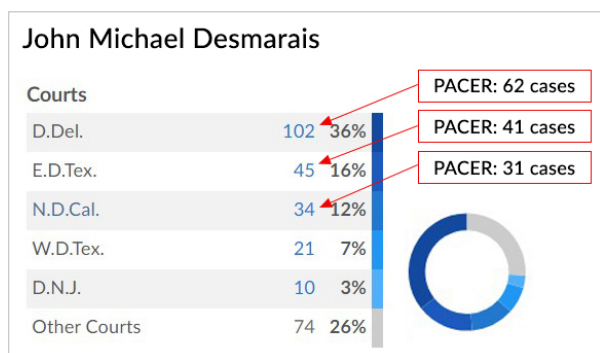 John Michael Desmarais
Courts
PACER: 62 cases
D.Del. 102 36%
PACER: 41 cases
E.D.Tex. 45 16%
PACER: 31 cases
N.D.Cal. 34 12%
W.D.Tex. 21 7%
D.N.J. 10 3%
Other Courts 74 26%